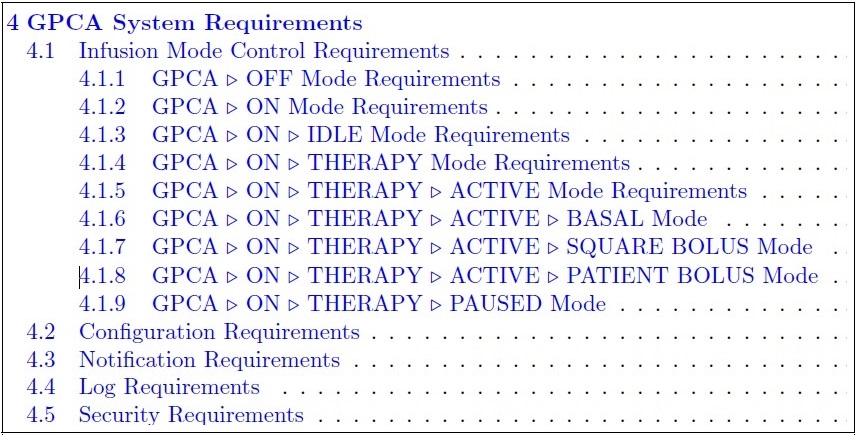 4 GPCA System Requirements
4.1 Infusion Mode Control Requirements . . . . . . . . . . . . . . . . . . . . . .
4.1.1 GPCA ▷ OFF Mode Requirements . . . . . . . . . . . . . . . . . . . .
4.1.2 GPCA ▷ ON Mode Requirements . . . . . . . . . . . . . . . . . . . . .
4.1.3 GPCA ▷ ON ▷ IDLE Mode Requirements . . . . . . . . . . . . . . . .
4.1.4 GPCA ▷ ON ▷ THERAPY Mode Requirements . . . . . . . . . . . . .
4.1.5 GPCA ▷ ON ▷ THERAPY ▷ ACTIVE Mode Requirements . . . . .
4.1.6 GPCA ▷ ON ▷ THERAPY ▷ ACTIVE ▷ BASAL Mode . . . . . . .
4.1.7 GPCA ▷ ON ▷ THERAPY ▷ ACTIVE ▷ SQUARE BOLUS Mode .
4.1.8 GPCA ▷ ON ▷ THERAPY ▷ ACTIVE ▷ PATIENT BOLUS Mode .
4.1.9 GPCA ▷ ON ▷ THERAPY ▷ PAUSED Mode . . . . . . . . . . . . . .
4.2 Configuration Requirements . . . . . . . . . . . . . . . . . . . . . . . . . . .
4.3 Notification Requirements . . . . . . . . . . . . . . . . . . . . . . . . . . . .
4.4 Log Requirements . . . . . . . . . . . . . . . . . . . . . . . . . . . . . . . .
4.5 Security Requirements . . . . . . . . . . . . . . . . . . . . . . . . . . . . . .